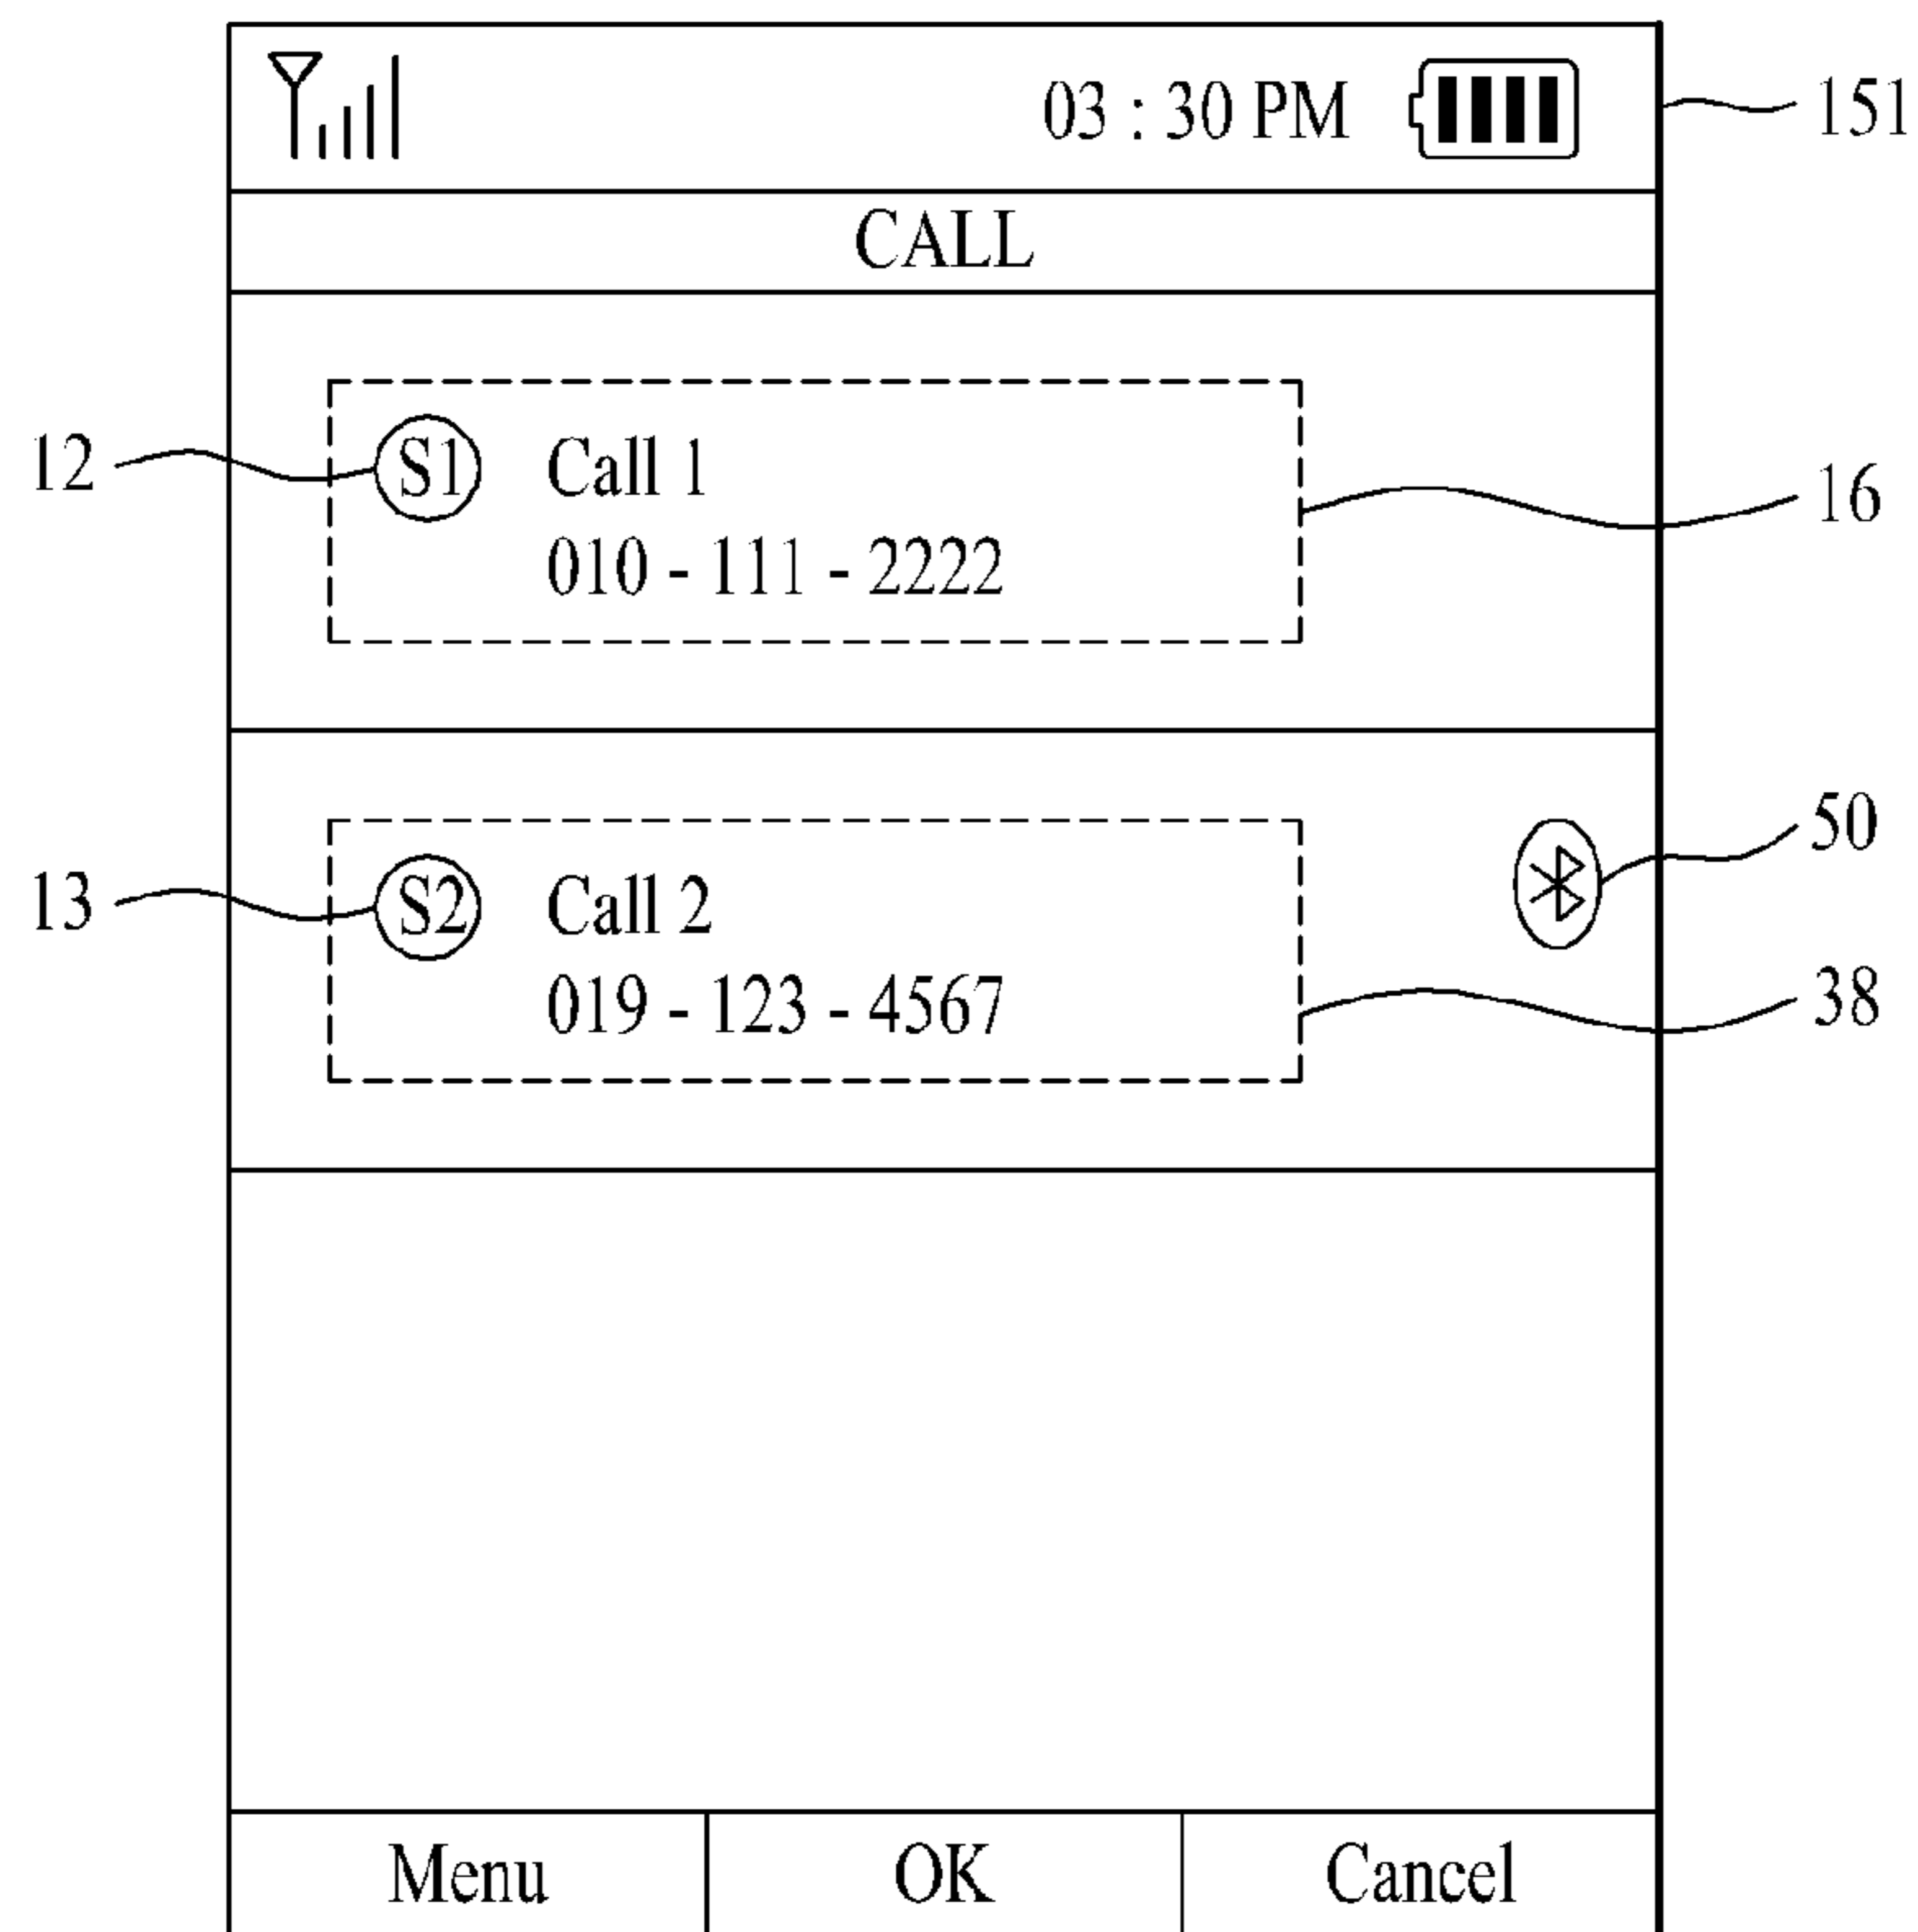 03 : 30 PM
151
CALL
12
S1 Call 1
16
010 - 111 - 2222
50
13
S2 Call 2
38
019 - 123 - 4567
Menu OK Cancel